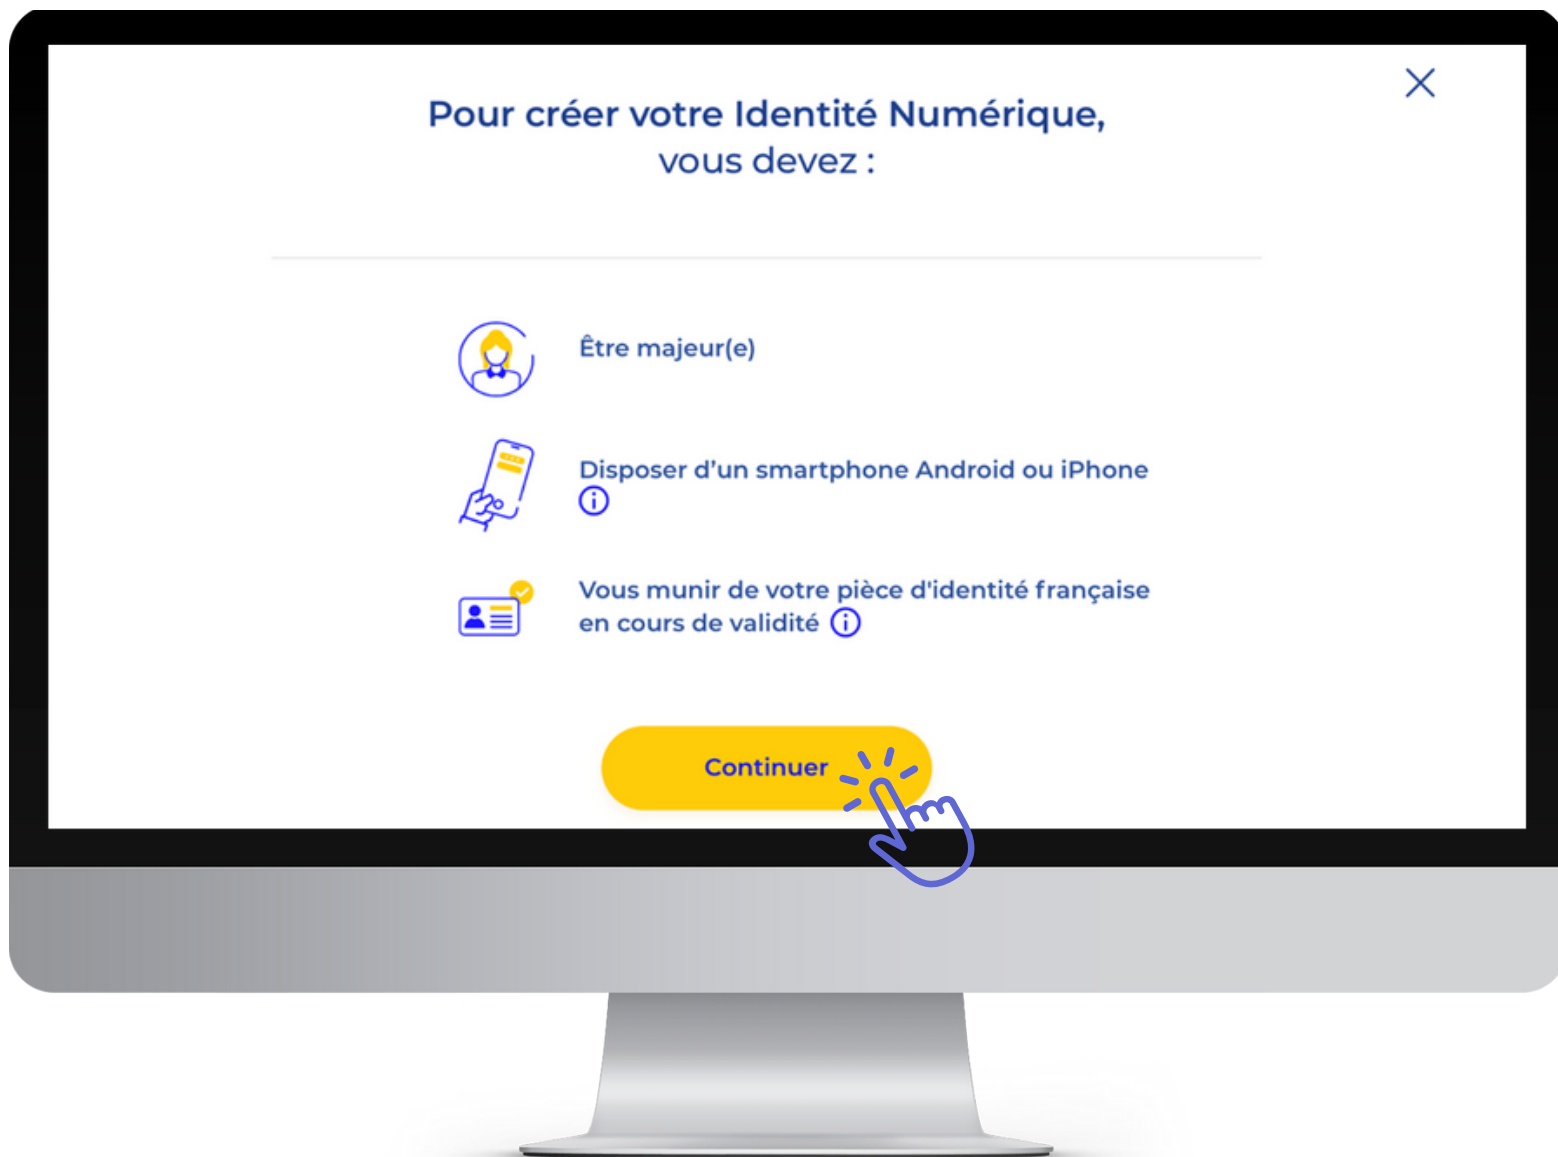 Pour créer votre Identité Numérique,
vous devez :
Être majeur(e)
Disposer d’un smartphone Android ou iPhone
Vous munir de votre pièce d'identité française
en cours de validité
Continuer